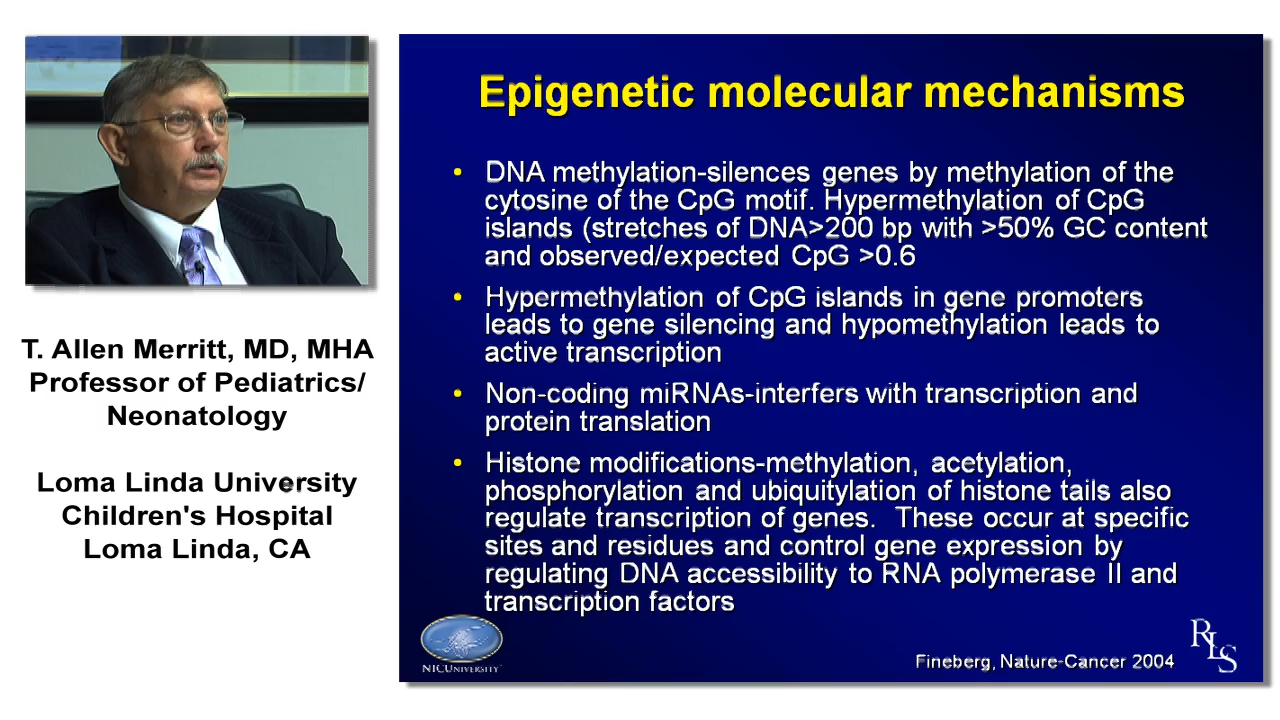 T. Allen Merritt, MD, MHA
Professor of Pediatrics/
Neonatology
Loma Linda University
Children's Hospital
Loma Linda, CA
Epigenetic molecular mechanisms
• DNA methylation-silences genes by methylation of the
cytosine of the CpG motif. Hypermethylation of CpG
islands (stretches of DNA>200 bp with >50% GC content
and observed/expected CpG >0.6
• Hypermethylation of CpG islands in gene promoters
leads to gene silencing and hypomethylation leads to
active transcription
• Non-coding miRNAs-interfers with transcription and
protein translation
• Histone modifications-methylation, acetylation,
phosphorylation and ubiquitylation of histone tails also
regulate transcription of genes.  These occur at specific
sites and residues and control gene expression by
regulating DNA accessibility to RNA polymerase II and
transcription factors
NICUNIVERSITY
Fineberg, Nature-Cancer 2004
RLS